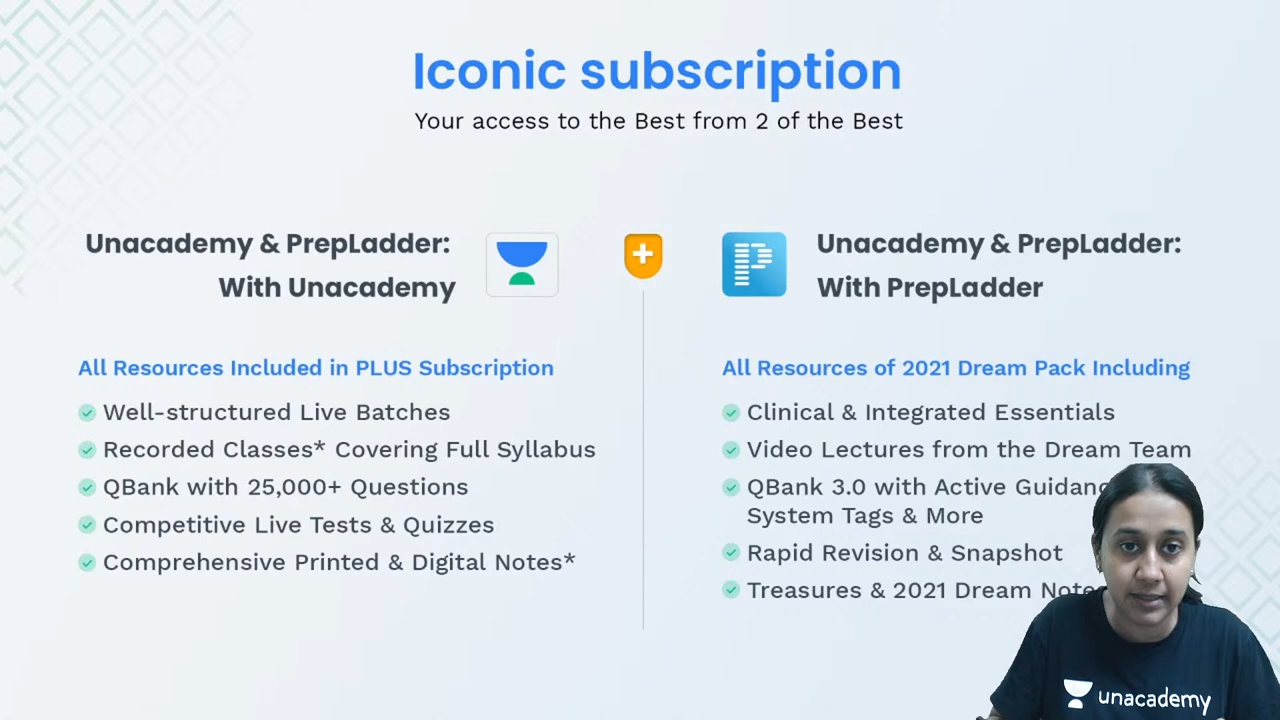 Iconic subscription
Your access to the Best from 2 of the Best
Unacademy & PrepLadder:
With Unacademy
All Resources Included in PLUS Subscription
Well-structured Live Batches
Recorded Classes* Covering Full Syllabus
QBank with 25,000+ Questions
Competitive Live Tests & Quizzes
Comprehensive Printed & Digital Notes*
Unacademy & PrepLadder:
With PrepLadder
All Resources of 2021 Dream Pack Including
Clinical & Integrated Essentials
Video Lectures from the Dream Team
QBank 3.0 with Active
System Tags & More
Rapid Revision & Snapshot
Treasures & 2021 Dream
unacademy